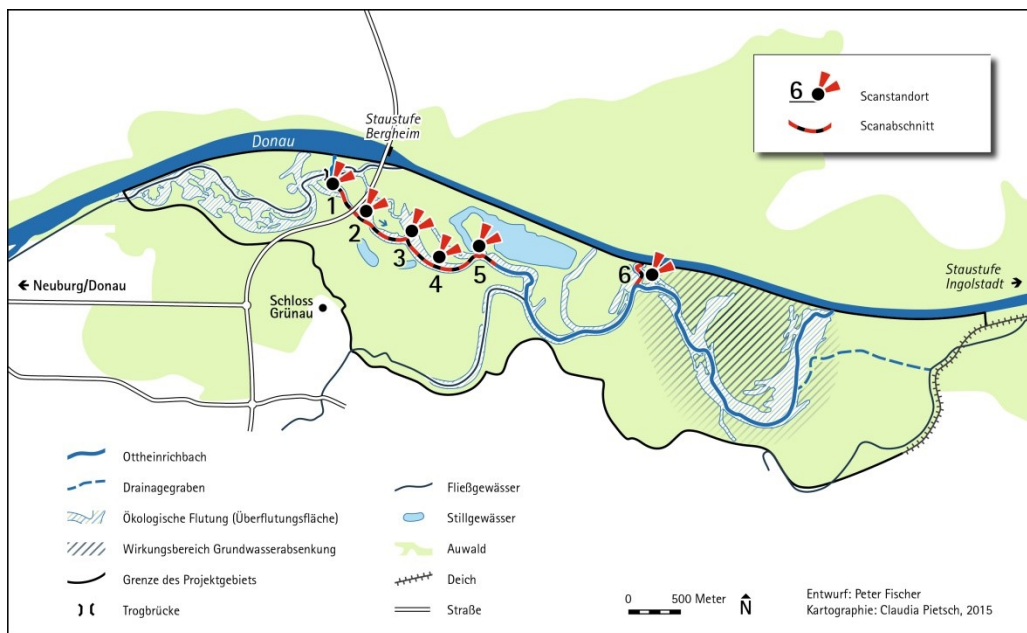 6
Scanstandort
Scanabschnitt
Staustufe
Bergheim
Donau
1
2
3
4
5
6
Staustufe
Ingolstadt
Neuburg/Donau
Schloss
Grünau
Ottheinrichbach
Drainagegraben
Ökologische Flutung (Überflutungsfläche)
Wirkungsbereich Grundwasserabsenkung
Grenze des Projektgebiets
Trogbrücke
Fließgewässer
Stillgewässer
Auwald
Deich
Straße
0 500 Meter
N
Entwurf: Peter Fischer
Kartographie: Claudia Pietsch, 2015